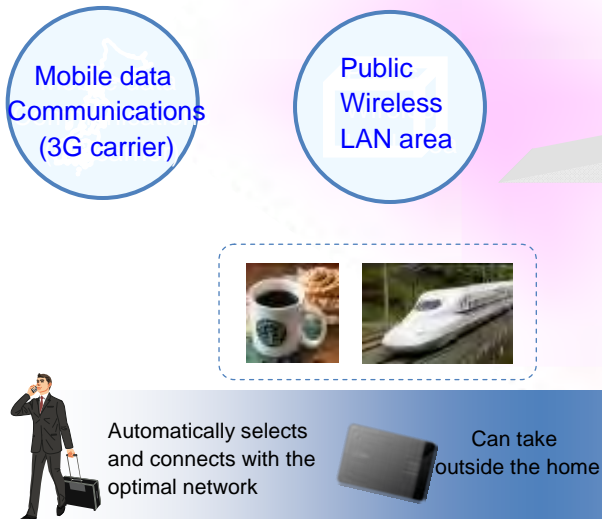 Mobile data
Communications
(3G carrier)
Public
Wireless
LAN area
Automatically selects
and connects with the
optimal network
Can take
outside the home